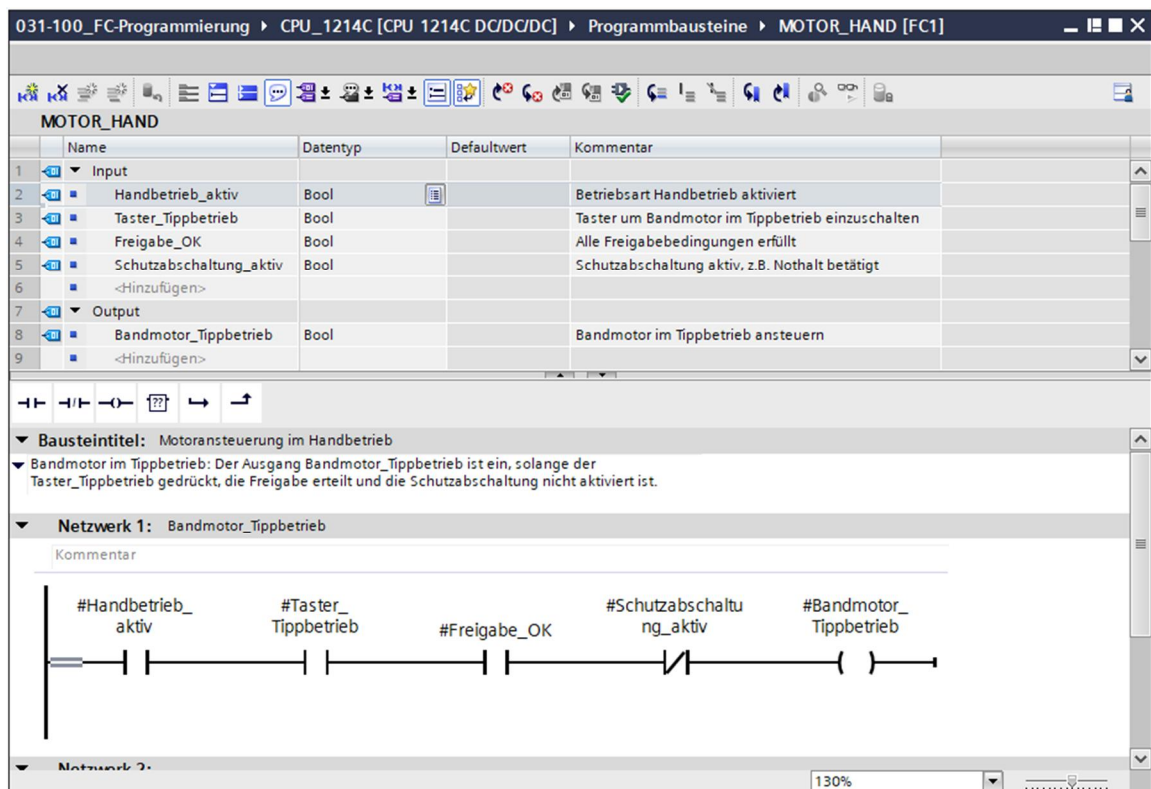 031-100_FC-Programmierung ▸ CPU_1214C [CPU 1214C DC/DC/DC] ▸ Programmbausteine ▸ MOTOR_HAND [FC1]
MOTOR_HAND
Name Datentyp Defaultwert Kommentar
1 Input
2 Handbetrieb_aktiv Bool Betriebsart Handbetrieb aktiviert
3 Taster_Tippbetrieb Bool Taster um Bandmotor im Tippbetrieb einzuschalten
4 Freigabe_OK Bool Alle Freigabebedingungen erfüllt
5 Schutzabschaltung_aktiv Bool Schutzabschaltung aktiv, z.B. Nothalt betätigt
6 <Hinzufügen>
7 Output
8 Bandmotor_Tippbetrieb Bool Bandmotor im Tippbetrieb ansteuern
9 <Hinzufügen>
??
Bausteintitel: Motoransteuerung im Handbetrieb
Bandmotor im Tippbetrieb: Der Ausgang Bandmotor_Tippbetrieb ist ein, solange der
Taster_Tippbetrieb gedrückt, die Freigabe erteilt und die Schutzabschaltung nicht aktiviert ist.
Netzwerk 1: Bandmotor_Tippbetrieb
Kommentar
#Handbetrieb_ #Taster_ #Schutzabschaltu #Bandmotor_
aktiv Tippbetrieb #Freigabe_OK ng_aktiv Tippbetrieb
Netzwerk 2:
130%